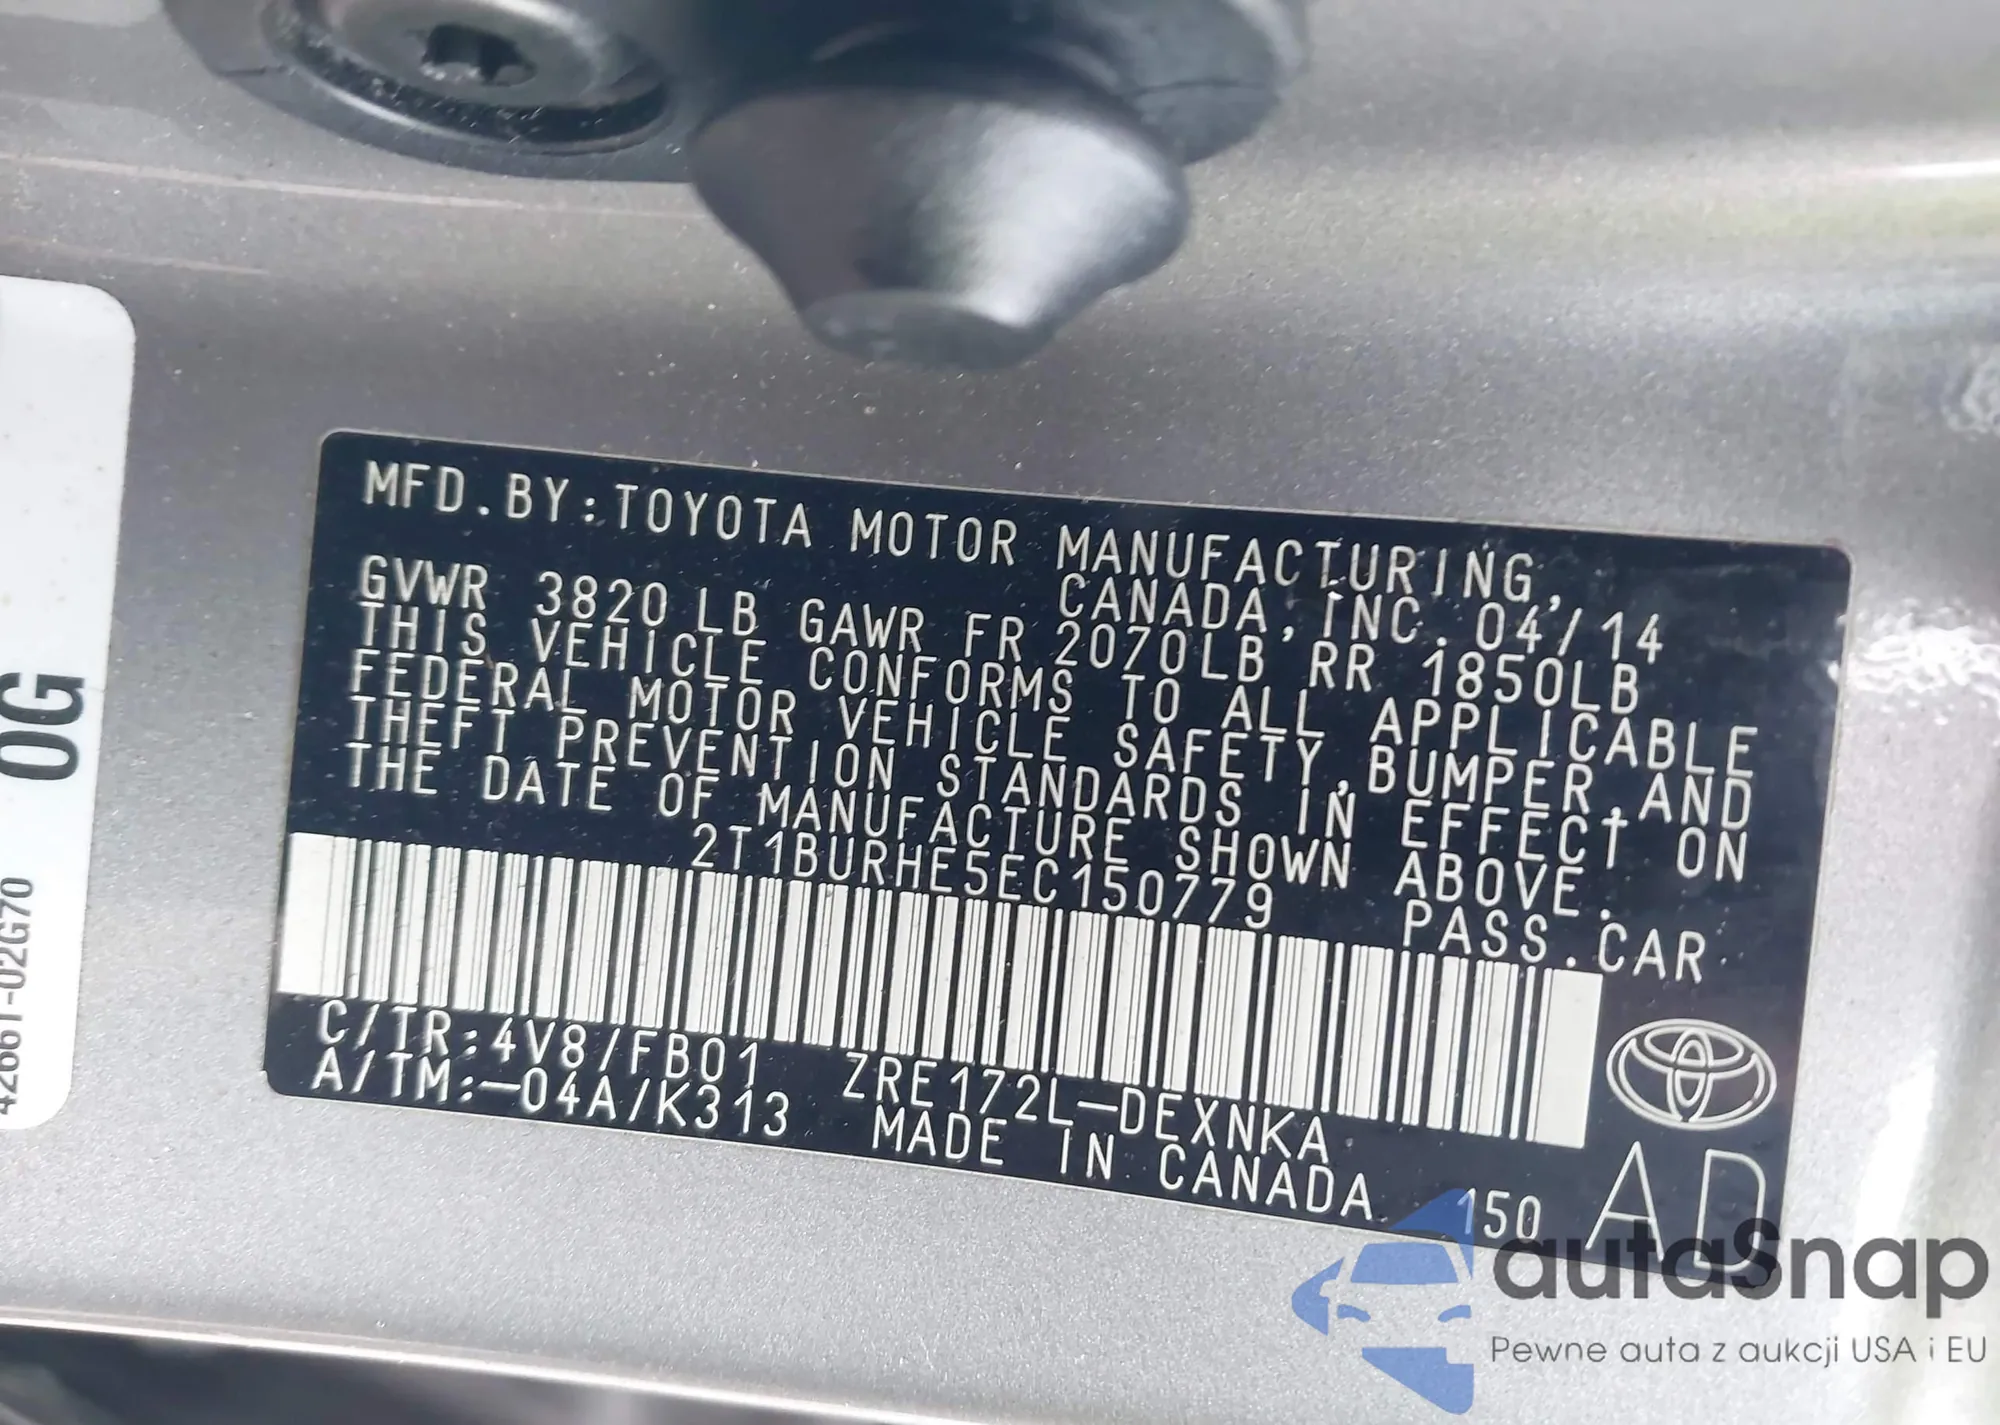 MFD.BY:TOYOTA MOTOR MANUFACTURING,
CANADA,INC. 04/14
GVWR 3820 LB GAWR FR 2070LB RR 1850LB
THIS VEHICLE CONFORMS TO ALL APPLICABLE
FEDERAL MOTOR VEHICLE SAFETY,BUMPER,AND
THEFT PREVENTION STANDARDS IN EFFECT ON
THE DATE OF MANUFACTURE SHOWN ABOVE.
2T1BURHE5EC150779 PASS.CAR
C/TR:4V8/FB01 ZRE172L-DEXNKA
A/TM:-04A/K313 MADE IN CANADA 150
AD
0G
42661-02G70
autoSnap
Pewne auta z aukcji USA i EU